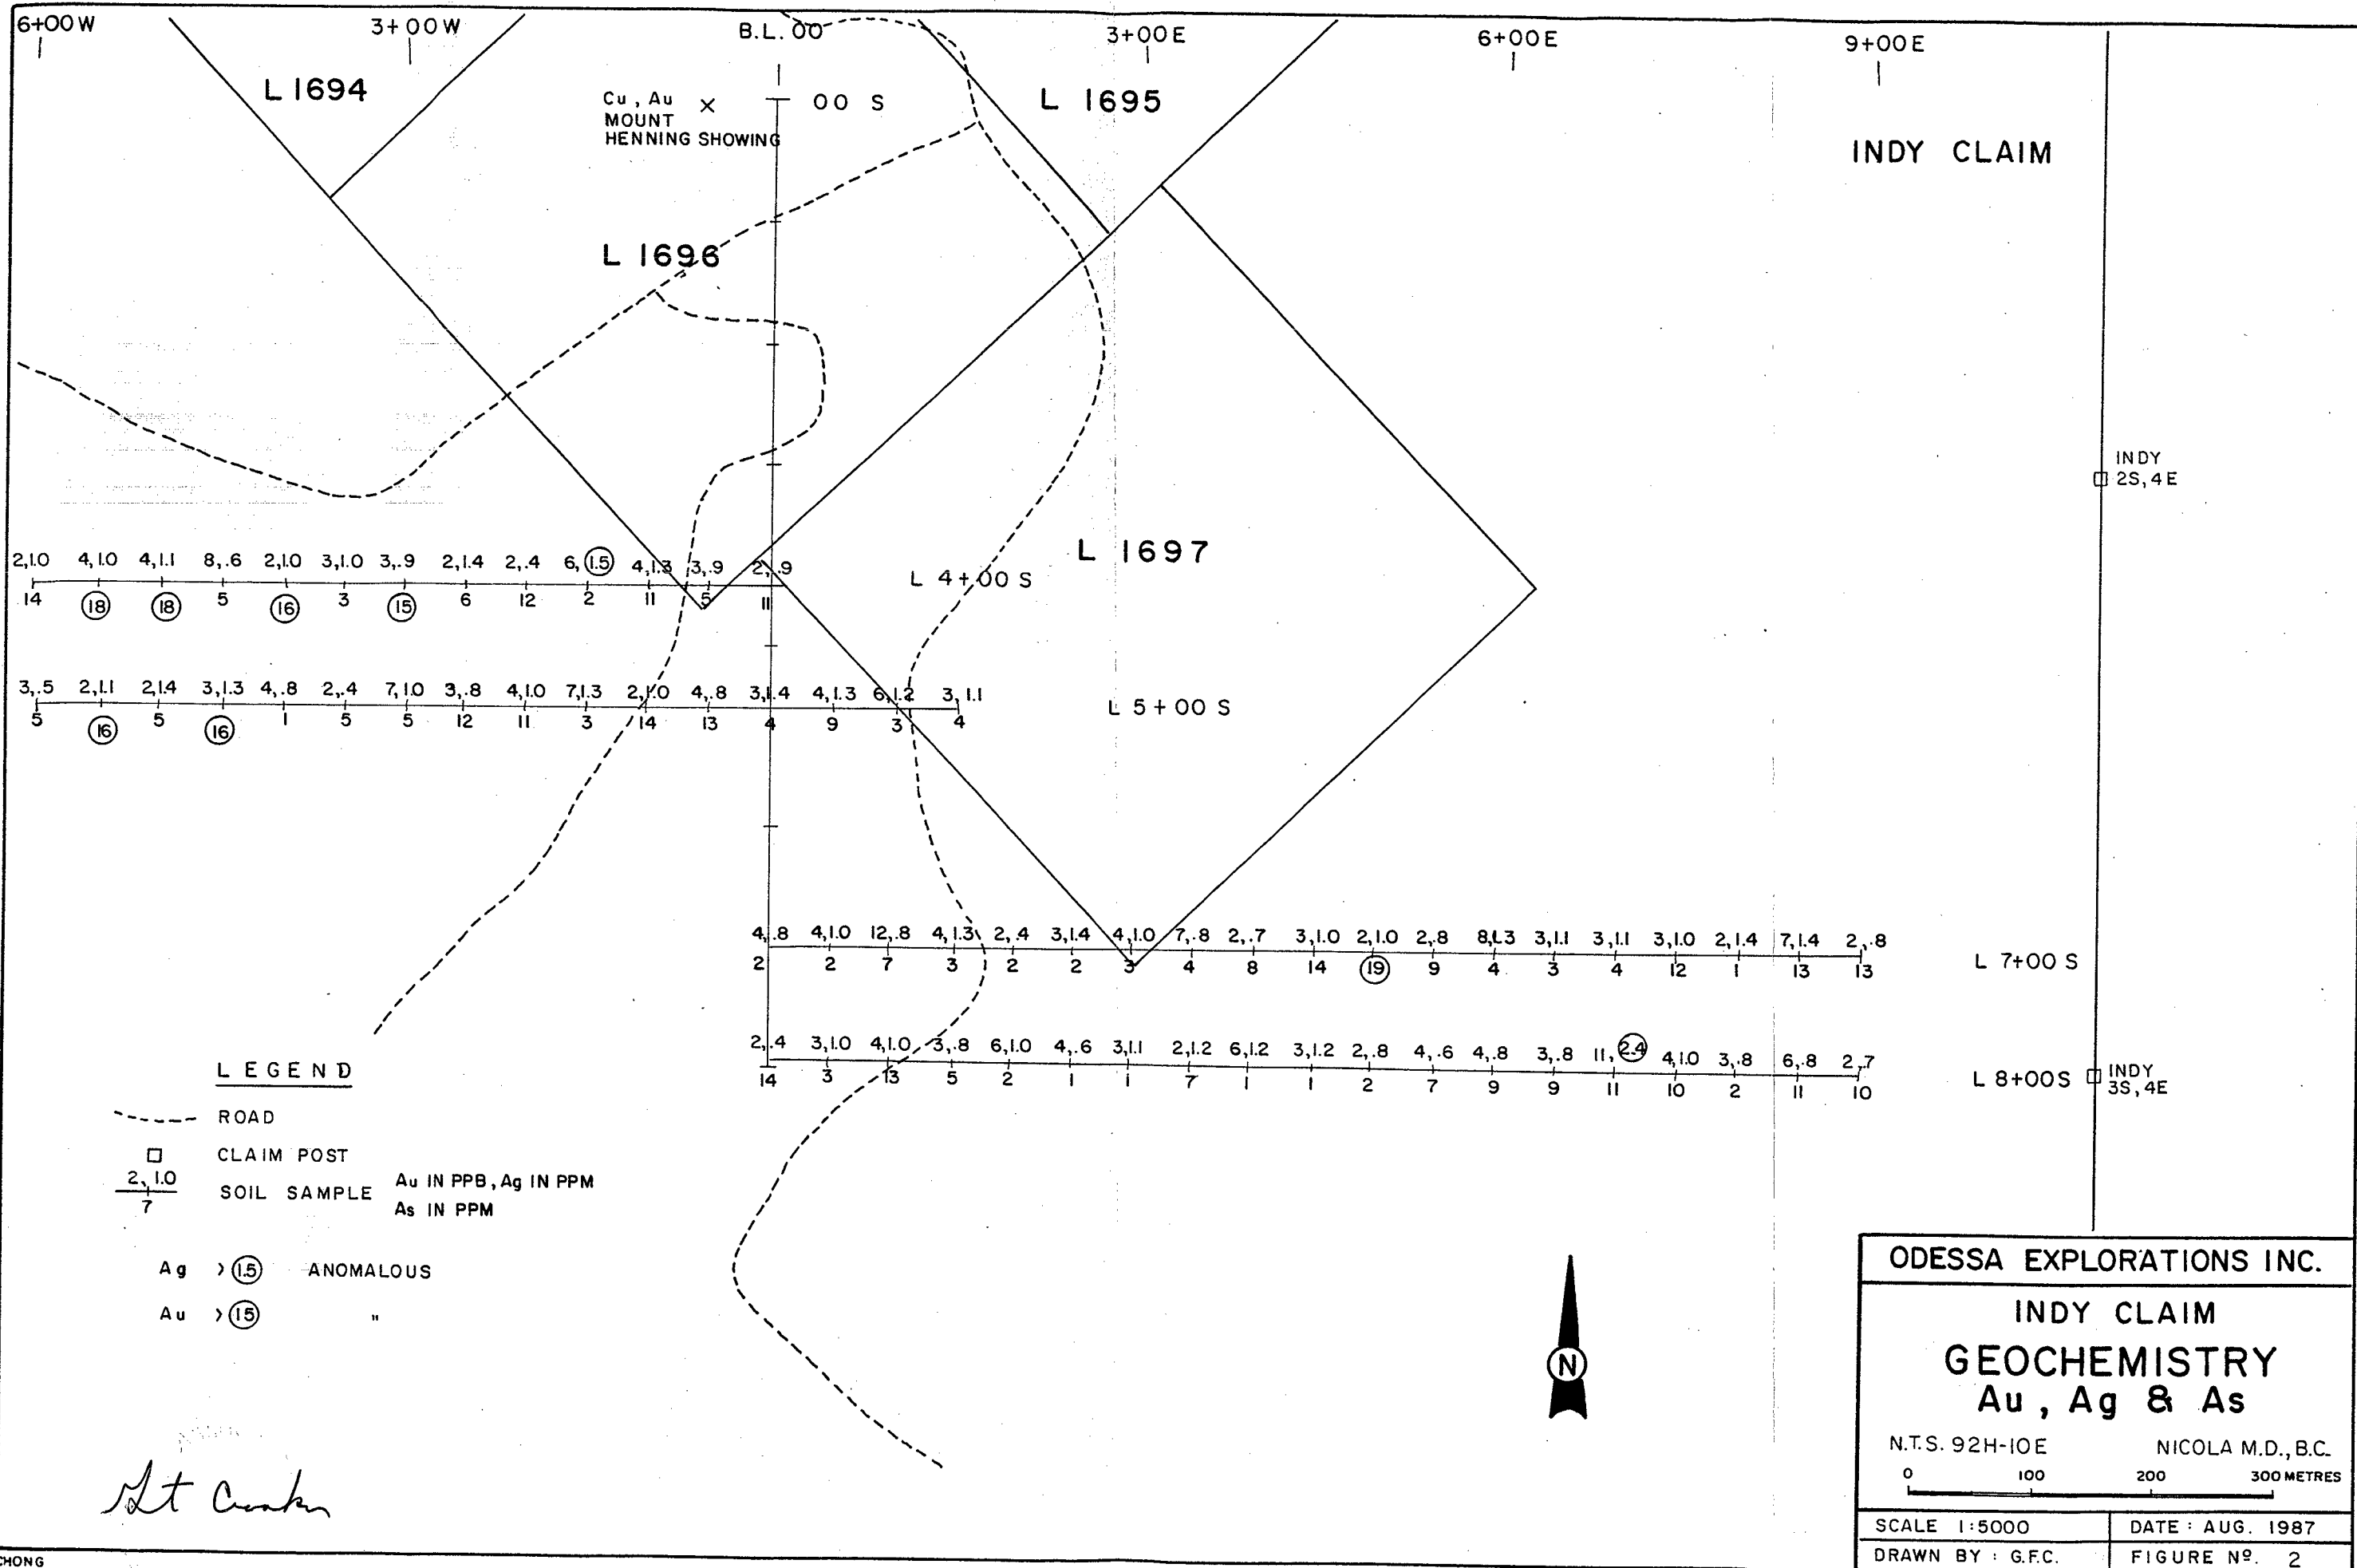 6+00W 3+00W B.L. 00 3+00E 6+00E 9+00E
L 1694
Cu, Au × 00 S
MOUNT
HENNING SHOWING
L 1695
INDY CLAIM
L 1696
INDY
2S, 4E
L 1697
2,1.0 4,1.0 4,1.1 8,.6 2,1.0 3,1.0 3,.9 2,1.4 2,.4 6,1.5 4,1.3 3,.9 2,.9 L 4+00 S
14 18 18 5 16 3 15 6 12 2 11 5 11
3,.5 2,1.1 2,1.4 3,1.3 4,.8 2,.4 7,1.0 3,.8 4,1.0 7,1.3 2,1.0 4,.8 3,1.4 4,1.3 6,1.2 3,1.1 L 5+00 S
5 16 5 16 1 5 5 12 11 3 14 13 4 9 3 4
4,.8 4,1.0 12,.8 4,1.3 2,.4 3,1.4 4,1.0 7,.8 2,.7 3,1.0 2,1.0 2,.8 8,1.3 3,1.1 3,1.1 3,1.0 2,1.4 7,1.4 2,.8 L 7+00 S
2 2 7 3 2 2 3 4 8 14 19 9 4 3 4 12 1 13 13
2,.4 3,1.0 4,1.0 3,.8 6,1.0 4,.6 3,1.1 2,1.2 6,1.2 3,1.2 2,.8 4,.6 4,.8 3,.8 11,2.4 4,1.0 3,.8 6,.8 2,.7 L 8+00S
14 3 13 5 2 1 1 7 1 1 2 7 9 9 11 10 2 11 10
INDY
3S, 4E
LEGEND
ROAD
CLAIM POST
2, 1.0
7
SOIL SAMPLE
Au IN PPB, Ag IN PPM
As IN PPM
Ag > 1.5 ANOMALOUS
Au > 15 "
N
ODESSA EXPLORATIONS INC.
INDY CLAIM
GEOCHEMISTRY
Au, Ag & As
N.T.S. 92H-10E NICOLA M.D., B.C.
0 100 200 300 METRES
SCALE 1:5000 DATE : AUG. 1987
DRAWN BY : G.F.C. FIGURE Nº. 2
CHONG